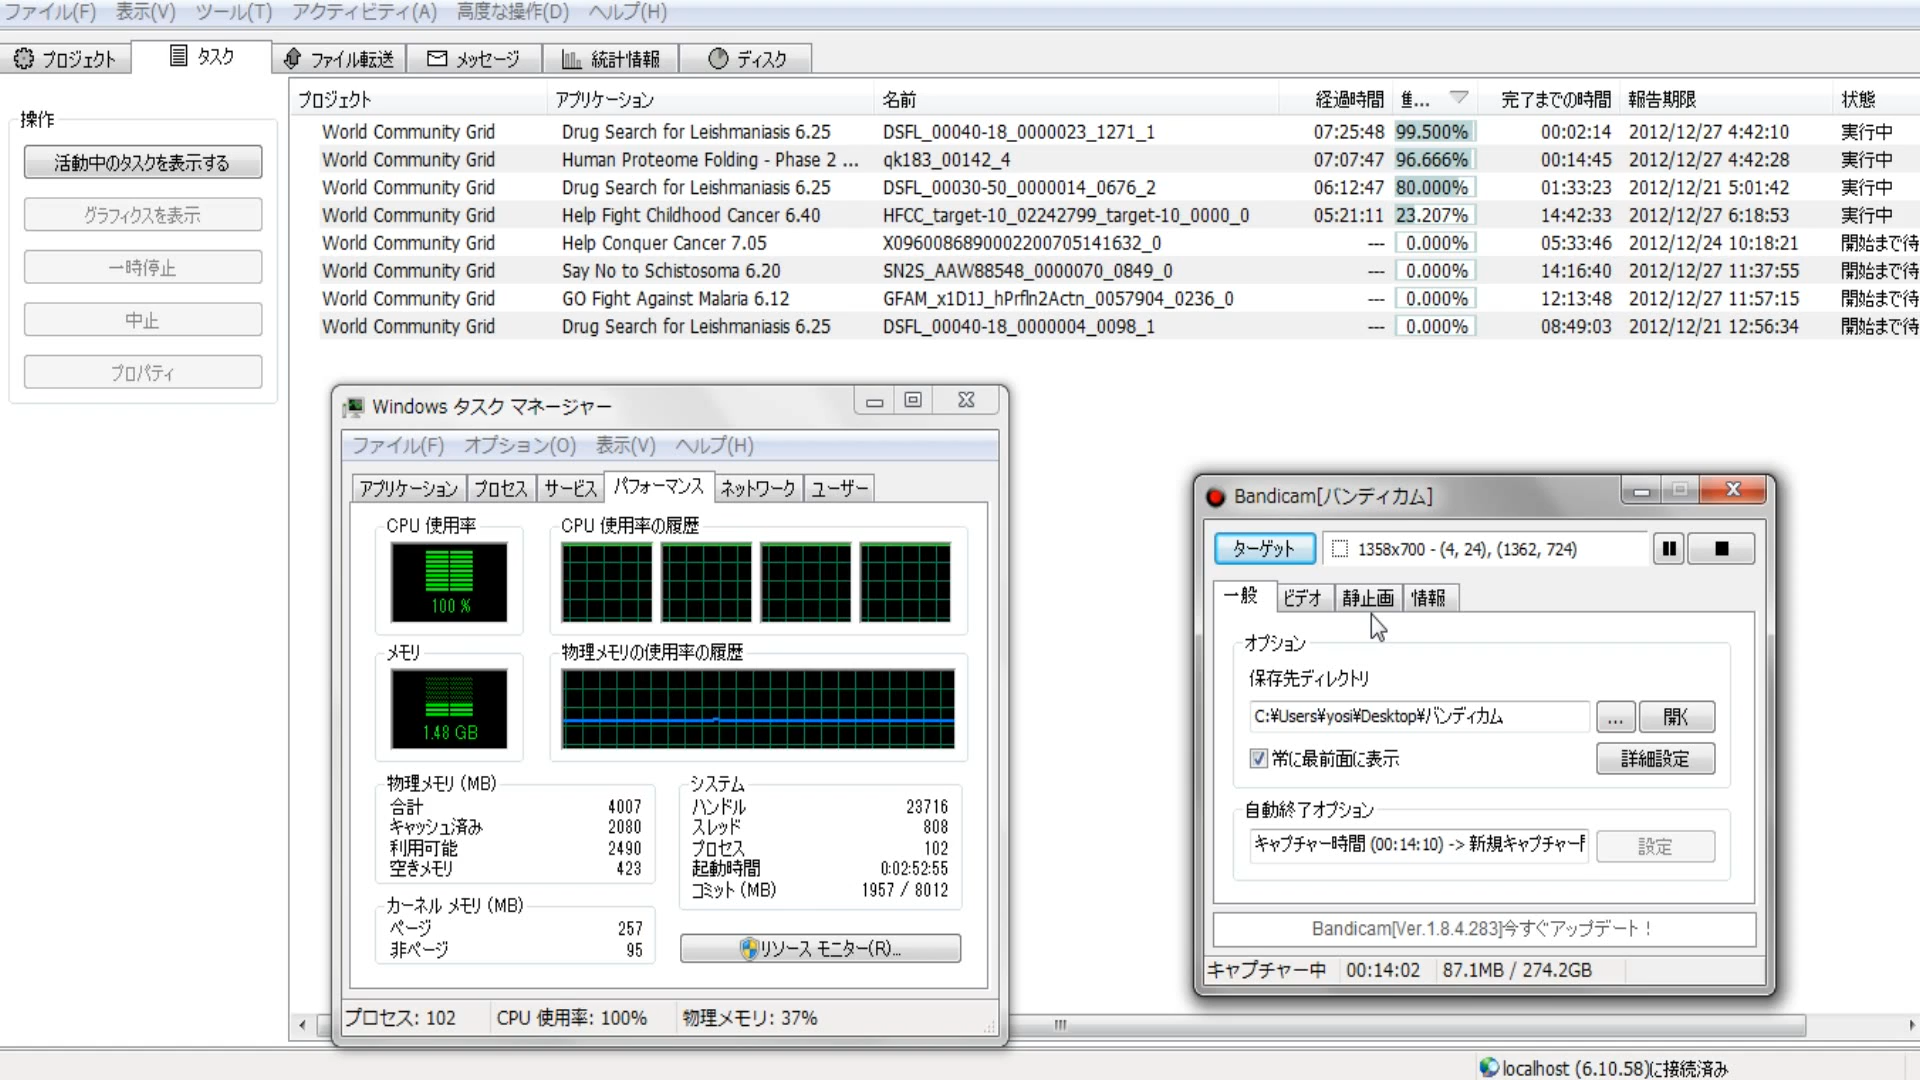 ファイル(F) 表示(V) ツール(T) アクティビティ(A) 高度な操作(D) ヘルプ(H)
プロジェクト タスク ファイル転送 メッセージ 統計情報 ディスク
操作
活動中のタスクを表示する
グラフィクスを表示
一時停止
中止
プロパティ
プロジェクト アプリケーション 名前 経過時間 進... 完了までの時間 報告期限 状態
World Community Grid Drug Search for Leishmaniasis 6.25 DSFL_00040-18_0000023_1271_1 07:25:48 99.500% 00:02:14 2012/12/27 4:42:10 実行中
World Community Grid Human Proteome Folding - Phase 2 ... qk183_00142_4 07:07:47 96.666% 00:14:45 2012/12/27 4:42:28 実行中
World Community Grid Drug Search for Leishmaniasis 6.25 DSFL_00030-50_0000014_0676_2 06:12:47 80.000% 01:33:23 2012/12/21 5:01:42 実行中
World Community Grid Help Fight Childhood Cancer 6.40 HFCC_target-10_02242799_target-10_0000_0 05:21:11 23.207% 14:42:33 2012/12/27 6:18:53 実行中
World Community Grid Help Conquer Cancer 7.05 X0960086890002200705141632_0 --- 0.000% 05:33:46 2012/12/24 10:18:21 開始まで待
World Community Grid Say No to Schistosoma 6.20 SN2S_AAW88548_0000070_0849_0 --- 0.000% 14:16:40 2012/12/27 11:37:55 開始まで待
World Community Grid GO Fight Against Malaria 6.12 GFAM_x1D1J_hPrfln2Actn_0057904_0236_0 --- 0.000% 12:13:48 2012/12/27 11:57:15 開始まで待
World Community Grid Drug Search for Leishmaniasis 6.25 DSFL_00040-18_0000004_0098_1 --- 0.000% 08:49:03 2012/12/21 12:56:34 開始まで待
Windows タスク マネージャー
ファイル(F) オプション(O) 表示(V) ヘルプ(H)
アプリケーション プロセス サービス パフォーマンス ネットワーク ユーザー
CPU 使用率 CPU 使用率の履歴
100 %
メモリ 物理メモリの使用率の履歴
1.48 GB
物理メモリ (MB)
合計 4007
キャッシュ済み 2080
利用可能 2490
空きメモリ 423
カーネル メモリ (MB)
ページ 257
非ページ 95
システム
ハンドル 23716
スレッド 808
プロセス 102
起動時間 0:02:52:55
コミット (MB) 1957 / 8012
リソース モニター(R)...
プロセス: 102 CPU 使用率: 100% 物理メモリ: 37%
Bandicam[バンディカム]
ターゲット 1358x700 - (4, 24), (1362, 724)
一般 ビデオ 静止画 情報
オプション
保存先ディレクトリ
C:¥Users¥yosi¥Desktop¥バンディカム ... 開く
常に最前面に表示 詳細設定
自動終了オプション
キャプチャー時間 (00:14:10) -> 新規キャプチャー 設定
Bandicam[Ver.1.8.4.283]今すぐアップデート！
キャプチャー中 00:14:02 87.1MB / 274.2GB
localhost (6.10.58)に接続済み